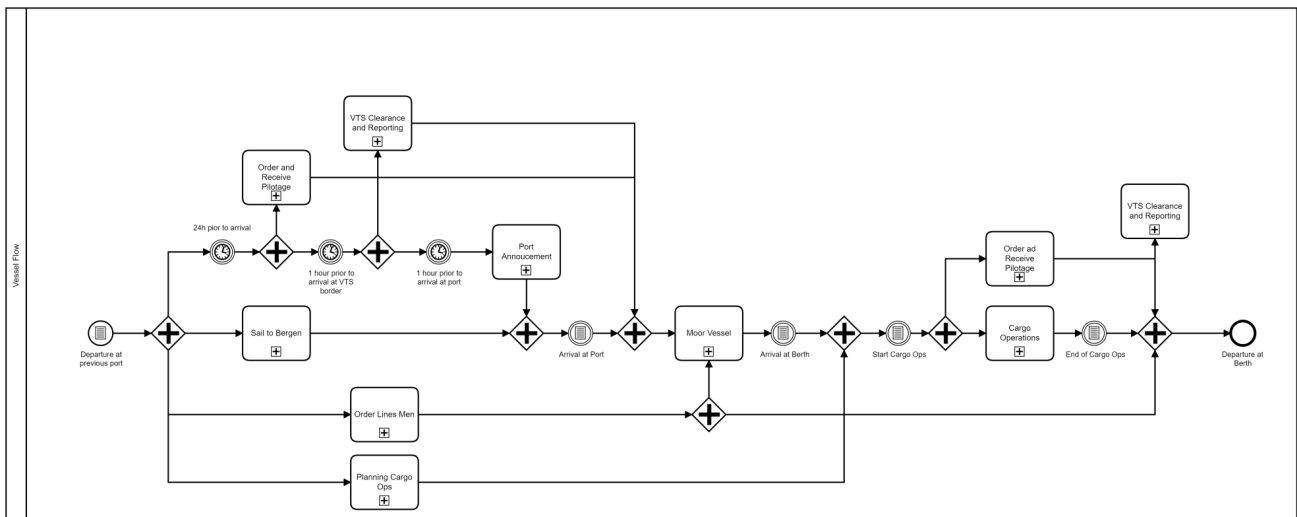 Vessel Flow
VTS Clearance
and Reporting
Order and
Receive
Pilotage
24h pior to arrival
1 hour prior to
arrival at VTS
border
1 hour prior to
arrival at port
Port
Annoucement
Departure at
previous port
Sail to Bergen
Arrival at Port
Moor Vessel
Arrival at Berth
Start Cargo Ops
Order ad
Receive
Pilotage
Cargo
Operations
End of Cargo Ops
VTS Clearance
and Reporting
Departure at
Berth
Order Lines Men
Planning Cargo
Ops